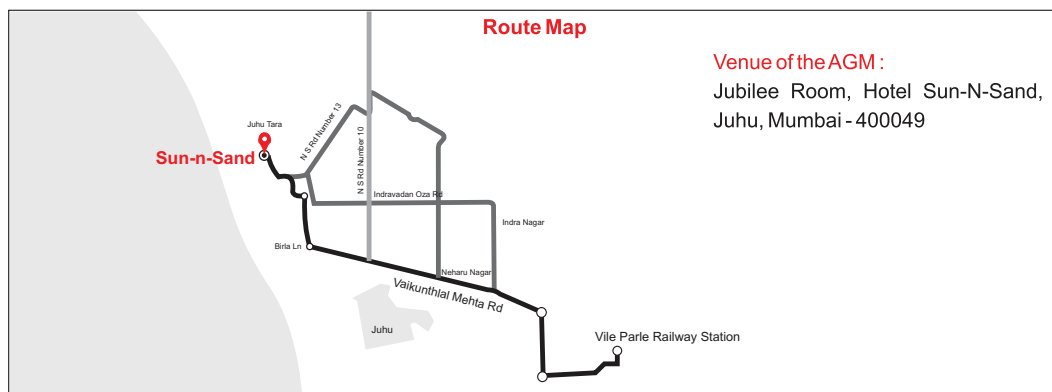 Route Map
Venue of the AGM :
Jubilee Room, Hotel Sun-N-Sand,
Juhu, Mumbai - 400049
Juhu Tara
Sun-n-Sand
N S Rd Number 13
N S Rd Number 10
Indravadan Oza Rd
Indra Nagar
Birla Ln
Neharu Nagar
Vaikunthlal Mehta Rd
Juhu
Vile Parle Railway Station